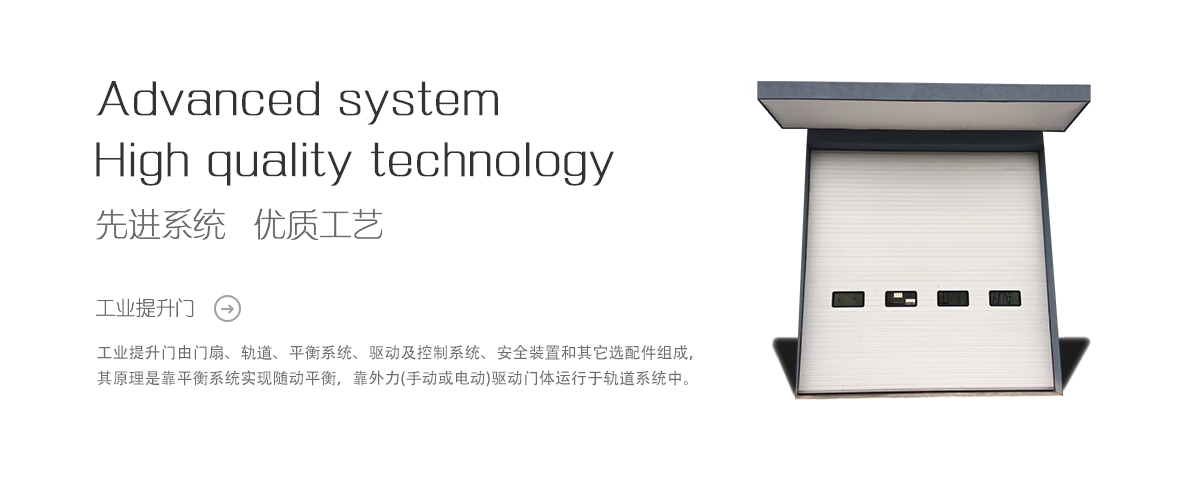 Advanced system
High quality technology
先进系统 优质工艺
工业提升门
工业提升门由门扇、轨道、平衡系统、驱动及控制系统、安全装置和其它选配件组成,
其原理是靠平衡系统实现随动平衡, 靠外力(手动或电动)驱动门体运行于轨道系统中。